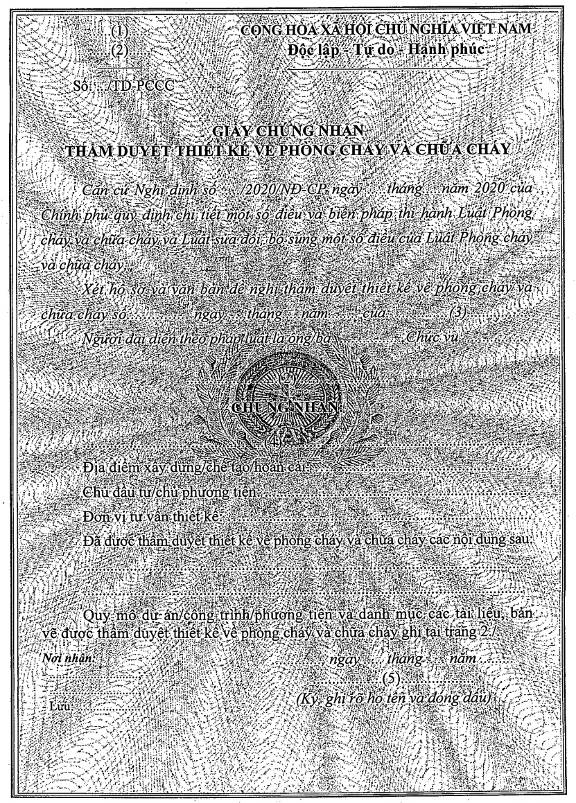 ...(1)...
...(2)...
CỘNG HÒA XÃ HỘI CHỦ NGHĨA VIỆT NAM
Độc lập - Tự do - Hạnh phúc
Số: .../TD-PCCC
GIẤY CHỨNG NHẬN
THẨM DUYỆT THIẾT KẾ VỀ PHÒNG CHÁY VÀ CHỮA CHÁY
Căn cứ Nghị định số .../2020/NĐ-CP ngày ... tháng ... năm 2020 của
Chính phủ quy định chi tiết một số điều và biện pháp thi hành Luật Phòng
cháy và chữa cháy và Luật sửa đổi, bổ sung một số điều của Luật Phòng cháy
và chữa cháy;
Xét hồ sơ và văn bản đề nghị thẩm duyệt thiết kế về phòng cháy và
chữa cháy số ......... ngày ... tháng ... năm ... của ......... (3) .........
Người đại diện theo pháp luật là ông/bà ............ Chức vụ .........
CHỨNG NHẬN
...(4)...
Địa điểm xây dựng/chế tạo/hoán cải: .........
Chủ đầu tư/chủ phương tiện: .........
Đơn vị tư vấn thiết kế: .........
Đã được thẩm duyệt thiết kế về phòng cháy và chữa cháy các nội dung sau:
Quy mô dự án/công trình/phương tiện và danh mục các tài liệu, bản
vẽ được thẩm duyệt thiết kế về phòng cháy và chữa cháy ghi tại trang 2./.
Nơi nhận:
..., ngày ... tháng ... năm ...
...(5)...
(Ký, ghi rõ họ tên và đóng dấu)
- Lưu: ...